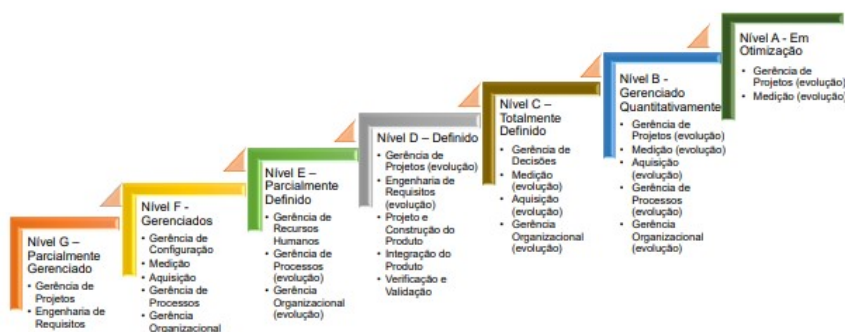 Nível G –
Parcialmente
Gerenciado
• Gerência de
Projetos
• Engenharia de
Requisitos
Nível F -
Gerenciados
• Gerência de
Configuração
• Medição
• Aquisição
• Gerência de Processos
• Gerência
Organizacional
Nível E –
Parcialmente
Definido
• Gerência de
Recursos
Humanos
• Gerência de
Processos
(evolução)
• Gerência
Organizacional
(evolução)
Nível D – Definido
• Gerência de
Projetos (evolução)
• Engenharia de
Requisitos
(evolução)
• Projeto e
Construção do
Produto
• Integração do
Produto
• Verificação e
Validação
Nível C –
Totalmente
Definido
• Gerência de
Decisões
• Medição
(evolução)
• Aquisição
(evolução)
• Gerência
Organizacional
(evolução)
Nível B -
Gerenciado
Quantitativamente
• Gerência de
Projetos (evolução)
• Medição (evolução)
• Aquisição
(evolução)
• Gerência de
Processos
(evolução)
• Gerência
Organizacional
(evolução)
Nível A - Em
Otimização
• Gerência de
Projetos (evolução)
• Medição (evolução)